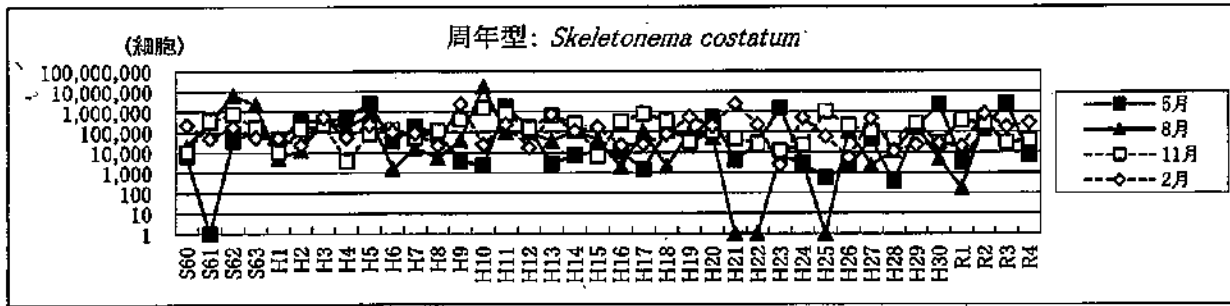 周年型: Skeletonema costatum
(細胞)
100,000,000
10,000,000
1,000,000
100,000
10,000
1,000
100
10
1
S60 S61 S62 S63 H1 H2 H3 H4 H5 H6 H7 H8 H9 H10 H11 H12 H13 H14 H15 H16 H17 H18 H19 H20 H21 H22 H23 H24 H25 H26 H27 H28 H29 H30 R1 R2 R3 R4
5月
8月
11月
2月